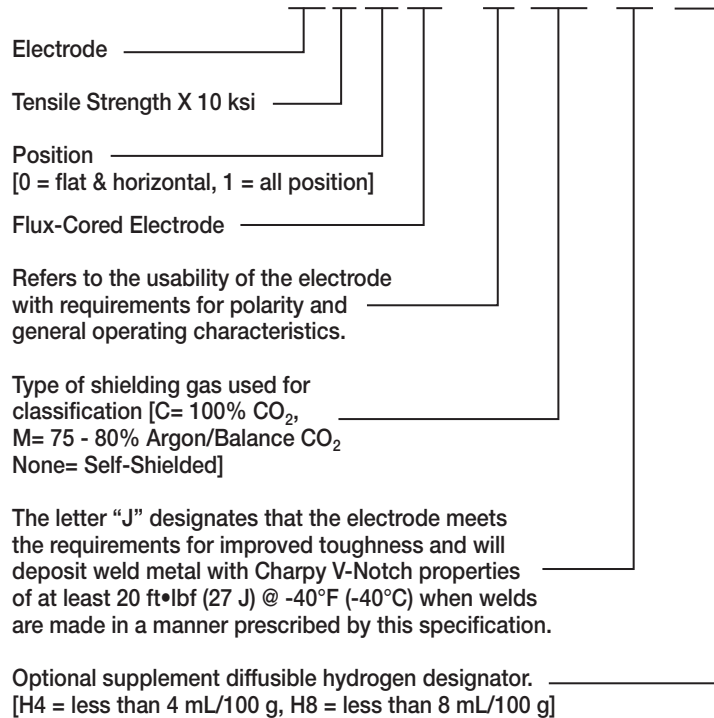 Electrode
Tensile Strength X 10 ksi
Position
[0 = flat & horizontal, 1 = all position]
Flux-Cored Electrode
Refers to the usability of the electrode
with requirements for polarity and
general operating characteristics.
Type of shielding gas used for
classification [C= 100% CO₂,
M= 75 - 80% Argon/Balance CO₂
None= Self-Shielded]
The letter “J” designates that the electrode meets
the requirements for improved toughness and will
deposit weld metal with Charpy V-Notch properties
of at least 20 ft•lbf (27 J) @ -40°F (-40°C) when welds
are made in a manner prescribed by this specification.
Optional supplement diffusible hydrogen designator.
[H4 = less than 4 mL/100 g, H8 = less than 8 mL/100 g]